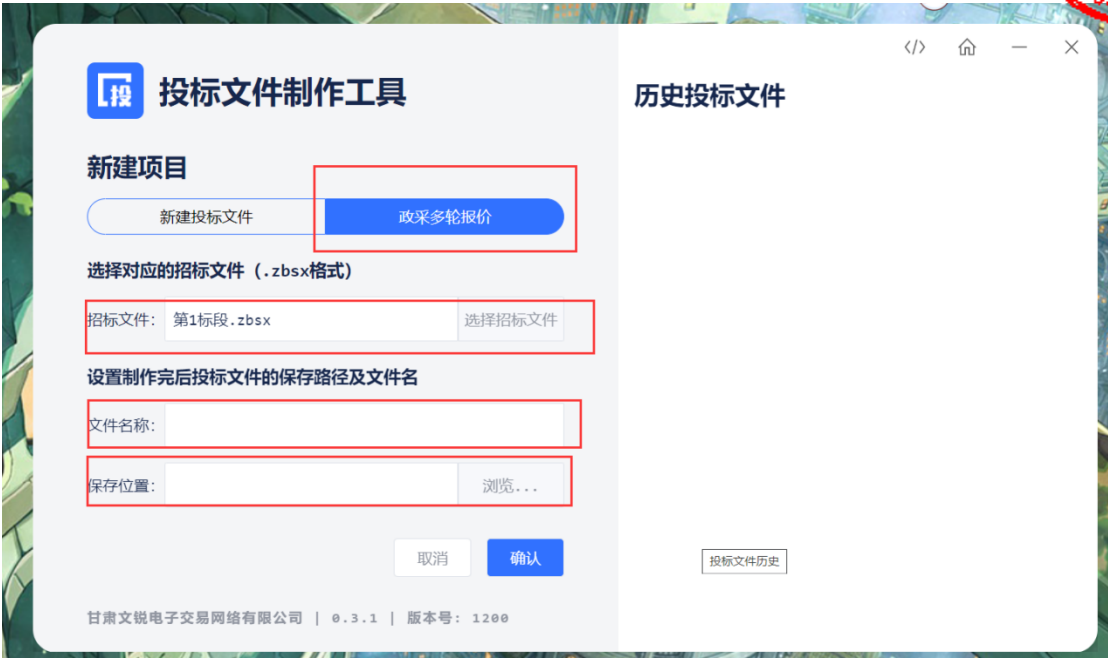 投
投标文件制作工具
新建项目
新建投标文件
政采多轮报价
选择对应的招标文件（.zbsx格式）
招标文件： 第1标段.zbsx 选择招标文件
设置制作完后投标文件的保存路径及文件名
文件名称：
保存位置： 浏览...
取消 确认
甘肃文锐电子交易网络有限公司 | 0.3.1 | 版本号: 1200
历史投标文件
投标文件历史